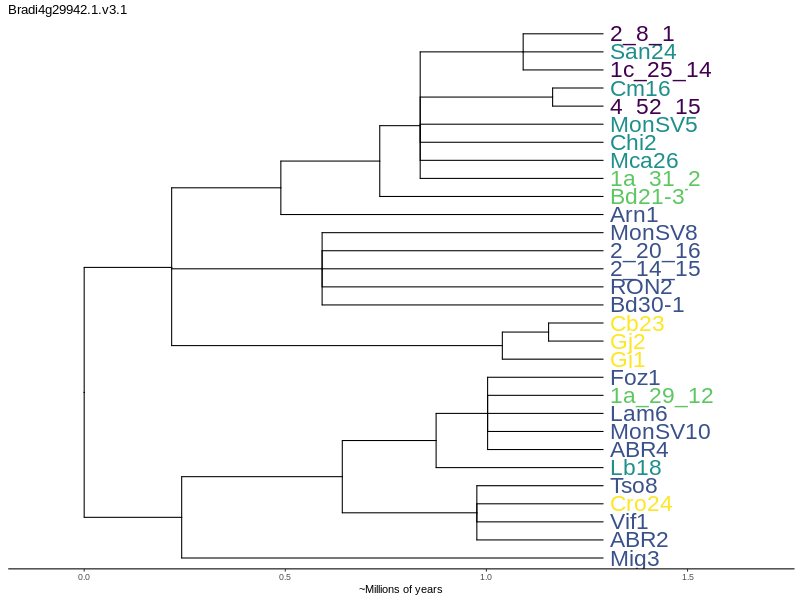 Bradi4g29942.1.v3.1
2_8_1
San24
1c_25_14
Cm16
4_52_15
MonSV5
Chi2
Mca26
1a_31_2
Bd21-3
Arn1
MonSV8
2_20_16
2_14_15
RON2
Bd30-1
Cb23
Gj2
Gi1
Foz1
1a_29_12
Lam6
MonSV10
ABR4
Lb18
Tso8
Cro24
Vif1
ABR2
Mig3
0.0 0.5 1.0 1.5
~Millions of years